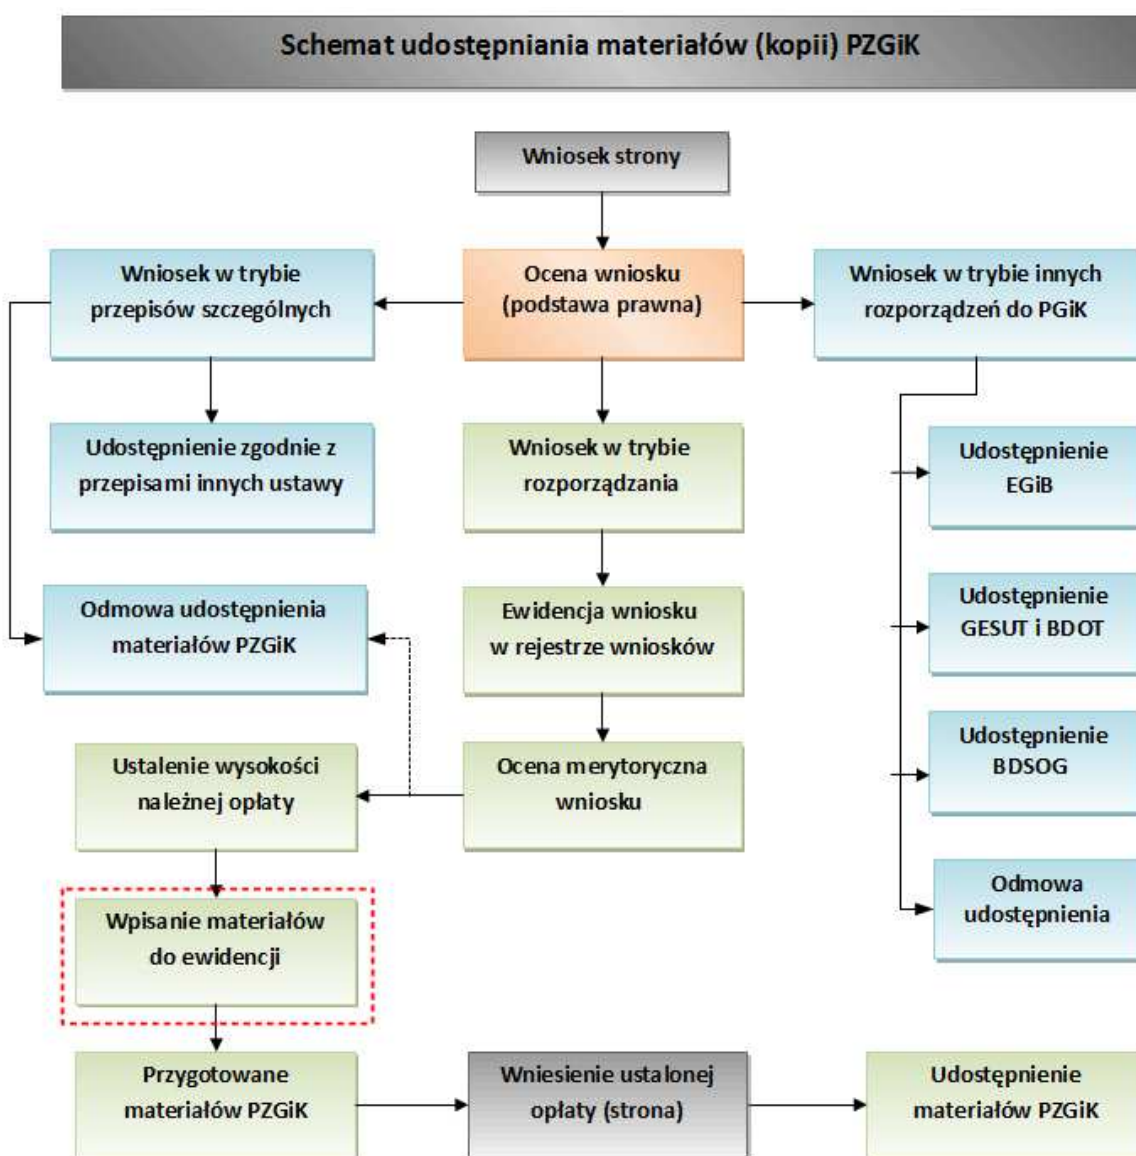 Schemat udostępniania materiałów (kopii) PZGiK
Wniosek strony
Wniosek w trybie
przepisów szczególnych
Ocena wniosku
(podstawa prawna)
Wniosek w trybie innych
rozporządzeń do PGiK
Udostępnienie zgodnie z
przepisami innych ustawy
Wniosek w trybie
rozporządzania
Udostępnienie
EGiB
Odmowa udostępnienia
materiałów PZGiK
Ewidencja wniosku
w rejestrze wniosków
Udostępnienie
GESUT i BDOT
Ustalenie wysokości
należnej opłaty
Ocena merytoryczna
wniosku
Udostępnienie
BDSOG
Wpisanie materiałów
do ewidencji
Odmowa
udostępnienia
Przygotowane
materiałów PZGiK
Wniesienie ustalonej
opłaty (strona)
Udostępnienie
materiałów PZGiK